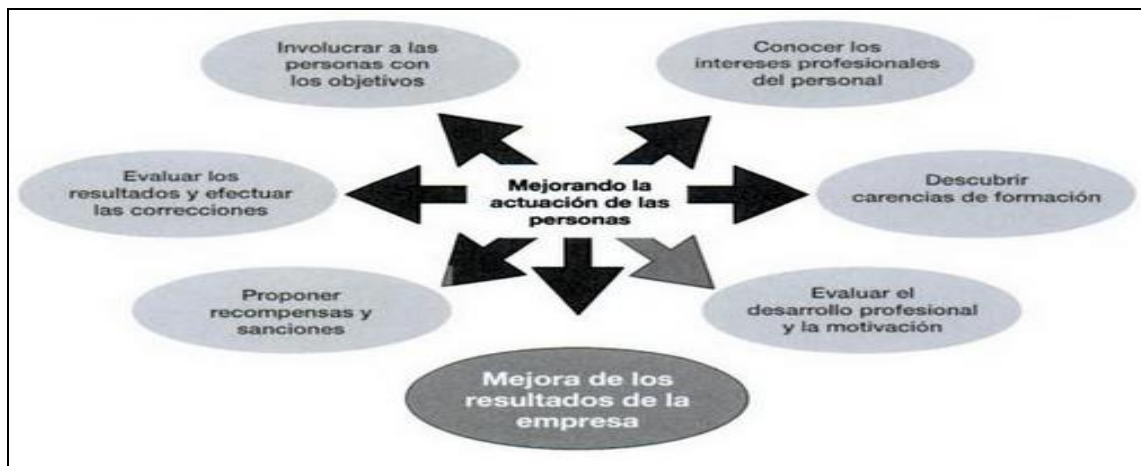 Involucrar a las
personas con
los objetivos
Conocer los
intereses profesionales
del personal
Evaluar los
resultados y efectuar
las correcciones
Mejorando la
actuación de las
personas
Descubrir
carencias de formación
Proponer
recompensas y
sanciones
Evaluar el
desarrollo profesional
y la motivación
Mejora de los
resultados de la
empresa